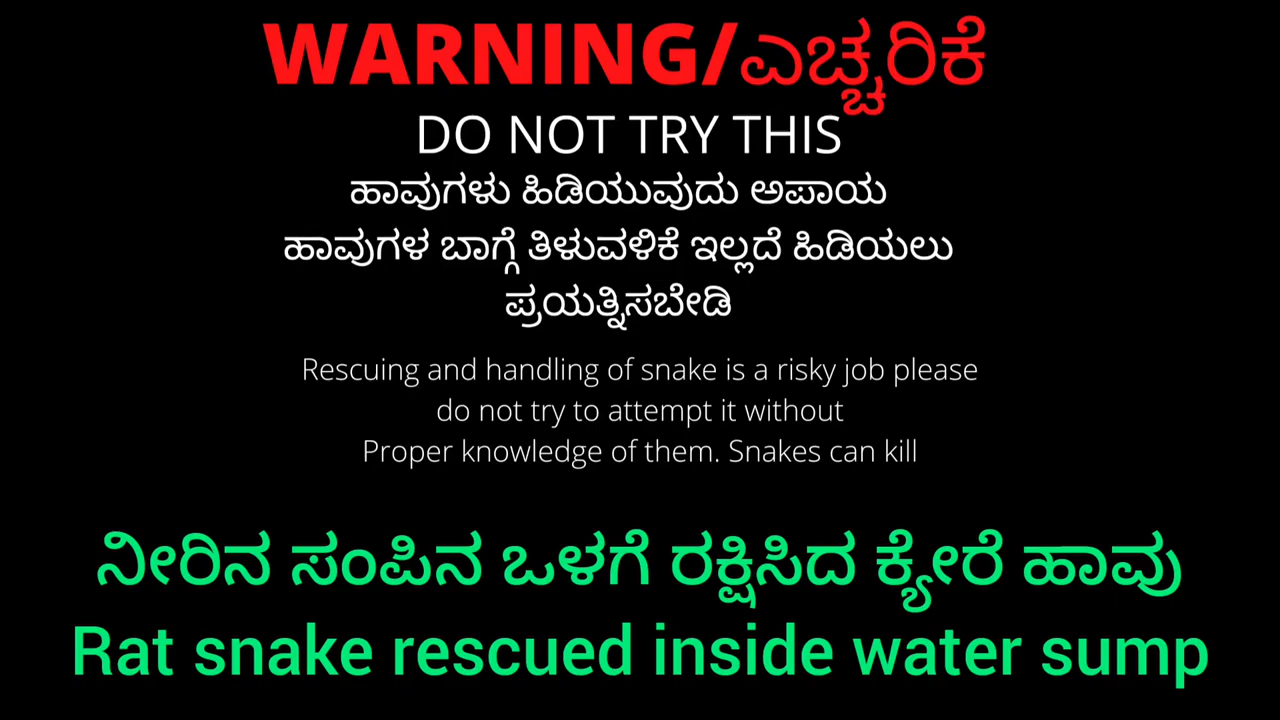 WARNING/ಎಚ್ಚರಿಕೆ
DO NOT TRY THIS
ಹಾವುಗಳು ಹಿಡಿಯುವುದು ಅಪಾಯ
ಹಾವುಗಳ ಬಾಗ್ಗೆ ತಿಳುವಳಿಕೆ ಇಲ್ಲದೆ ಹಿಡಿಯಲು
ಪ್ರಯತ್ನಿಸಬೇಡಿ
Rescuing and handling of snake is a risky job please
do not try to attempt it without
Proper knowledge of them. Snakes can kill
ನೀರಿನ ಸಂಪಿನ ಒಳಗೆ ರಕ್ಷಿಸಿದ ಕ್ಯೇರೆ ಹಾವು
Rat snake rescued inside water sump